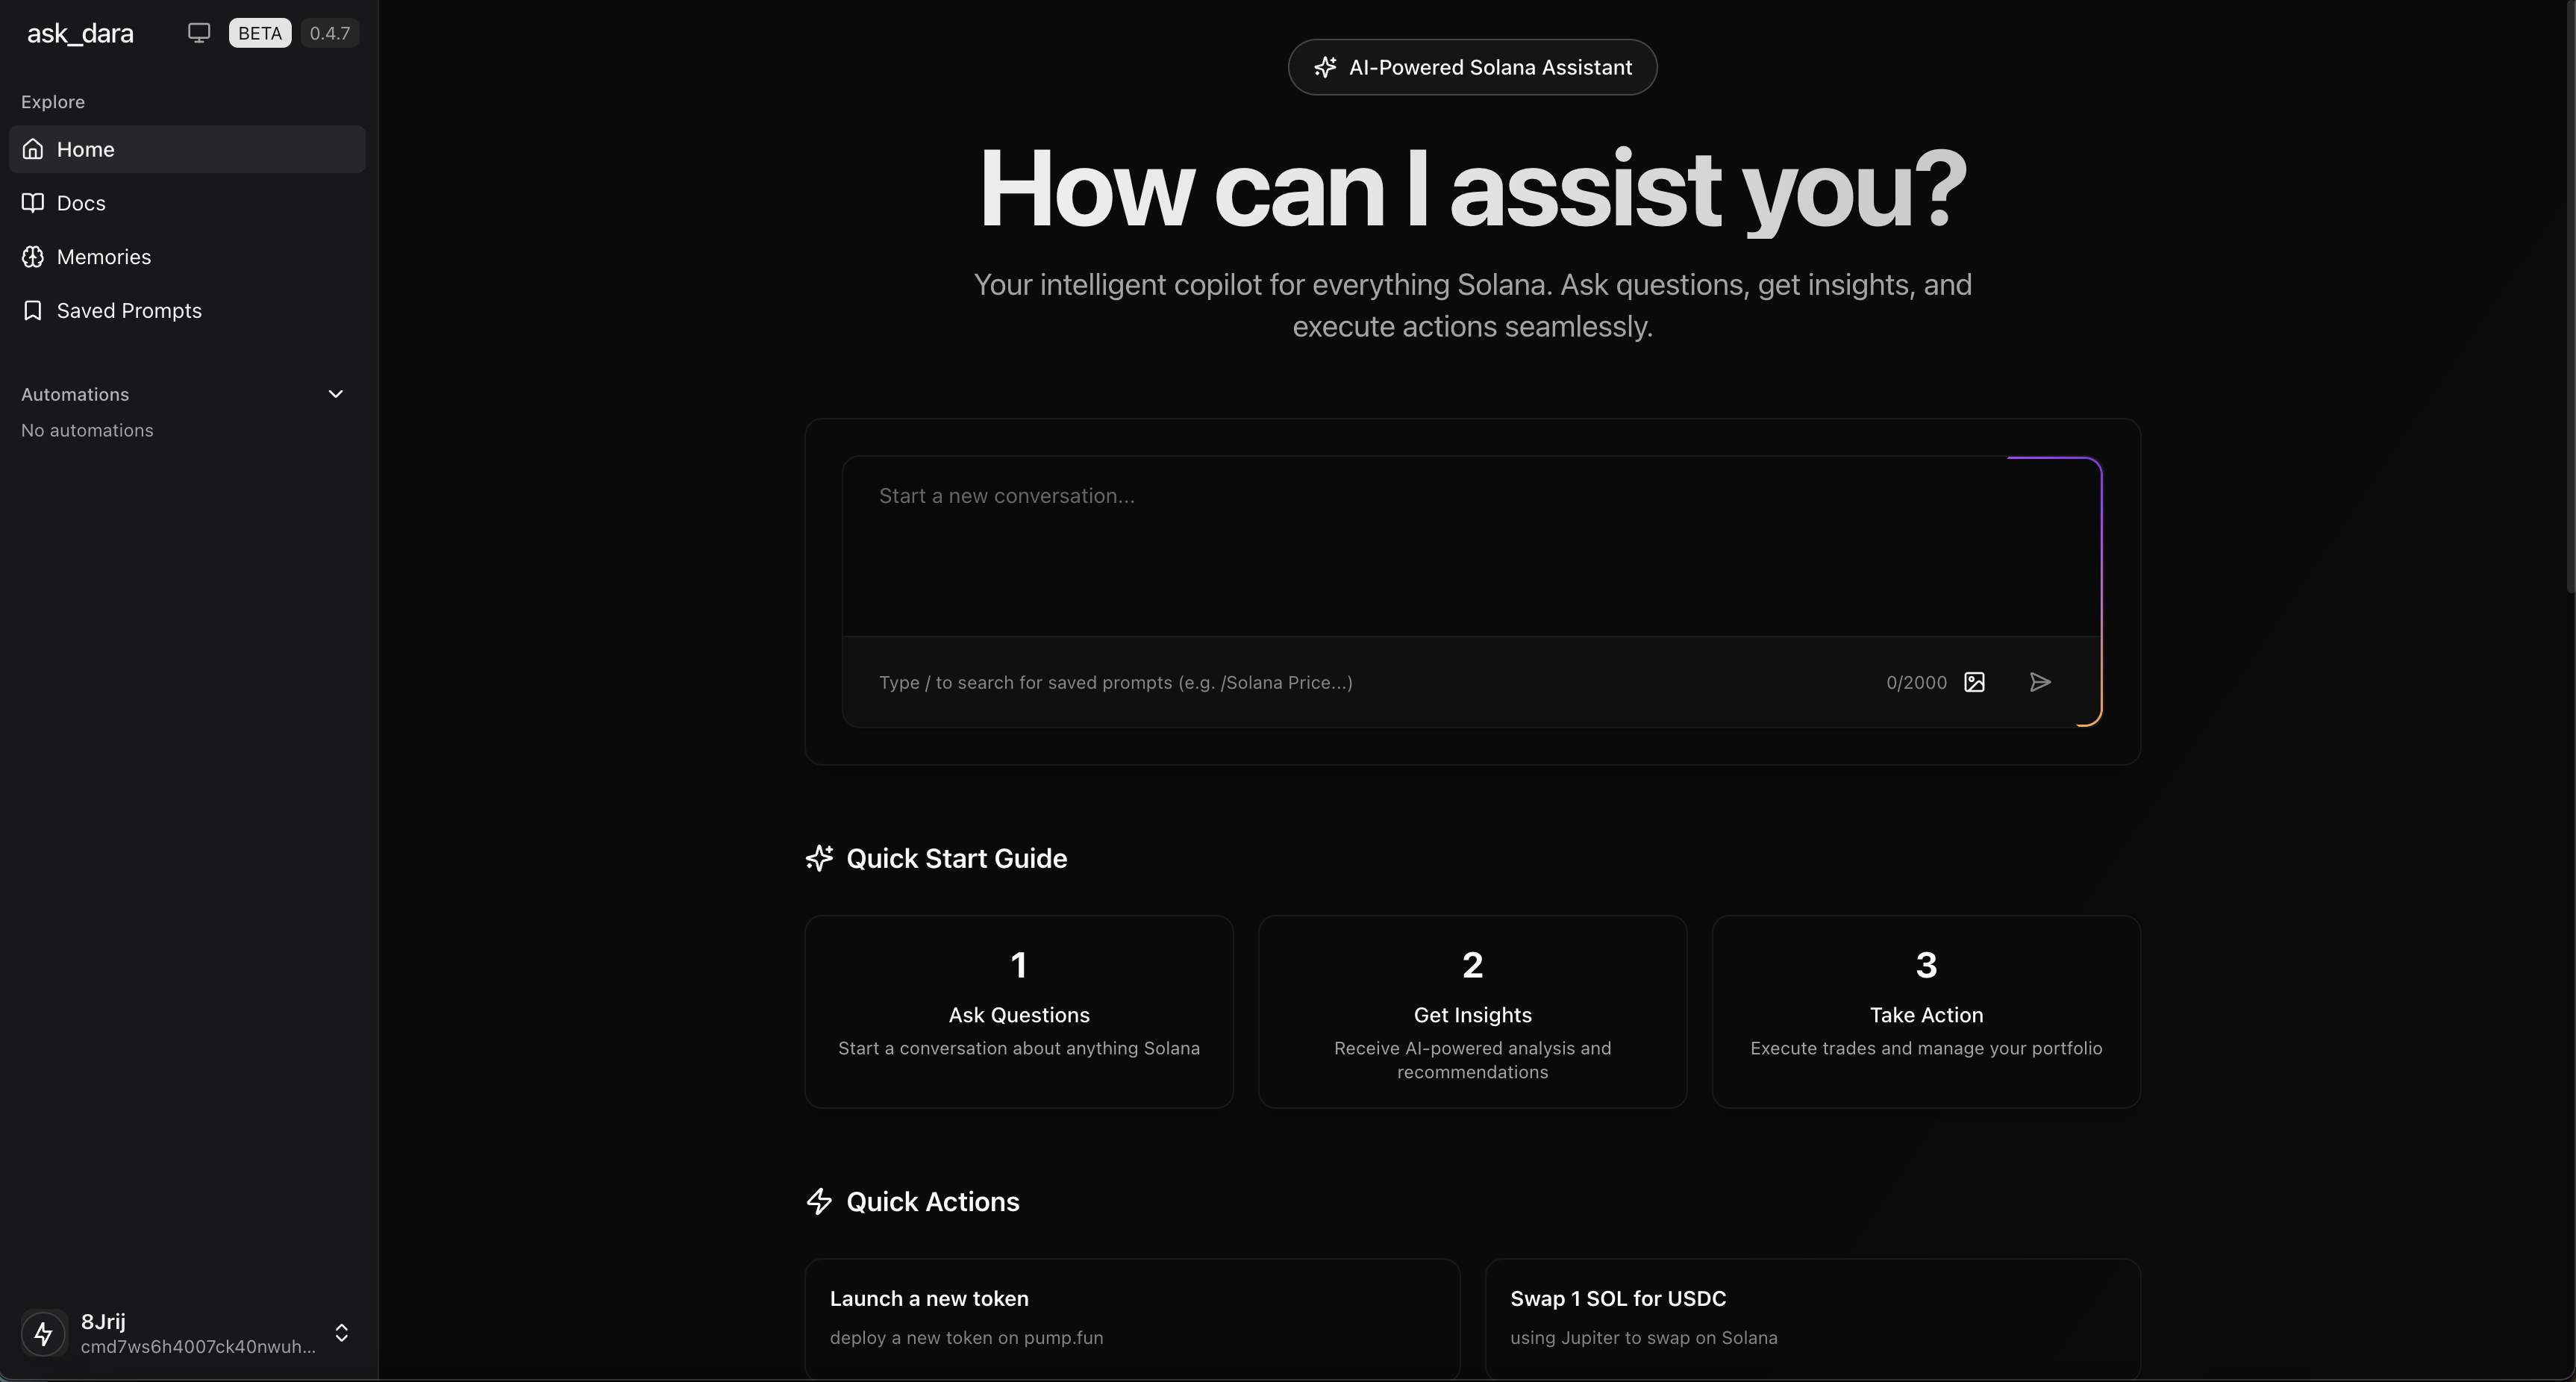 ask_dara
BETA
0.4.7
Explore
Home
Docs
Memories
Saved Prompts
Automations
No automations
8Jrij
cmd7ws6h4007ck40nwuh...
AI-Powered Solana Assistant
How can I assist you?
Your intelligent copilot for everything Solana. Ask questions, get insights, and
execute actions seamlessly.
Start a new conversation...
Type / to search for saved prompts (e.g. /Solana Price...)
0/2000
Quick Start Guide
1
Ask Questions
Start a conversation about anything Solana
2
Get Insights
Receive AI-powered analysis and
recommendations
3
Take Action
Execute trades and manage your portfolio
Quick Actions
Launch a new token
deploy a new token on pump.fun
Swap 1 SOL for USDC
using Jupiter to swap on Solana